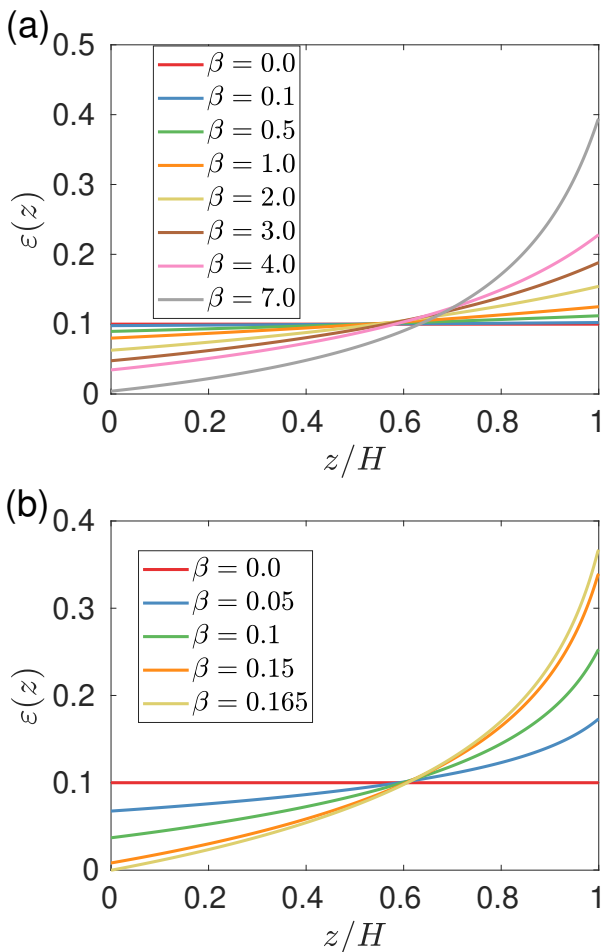 (a)
0.5
0.4
0.3
0.2
0.1
0
ε(z)
β = 0.0
β = 0.1
β = 0.5
β = 1.0
β = 2.0
β = 3.0
β = 4.0
β = 7.0
0 0.2 0.4 0.6 0.8 1
z/H
(b)
0.4
0.3
0.2
0.1
0
ε(z)
β = 0.0
β = 0.05
β = 0.1
β = 0.15
β = 0.165
0 0.2 0.4 0.6 0.8 1
z/H